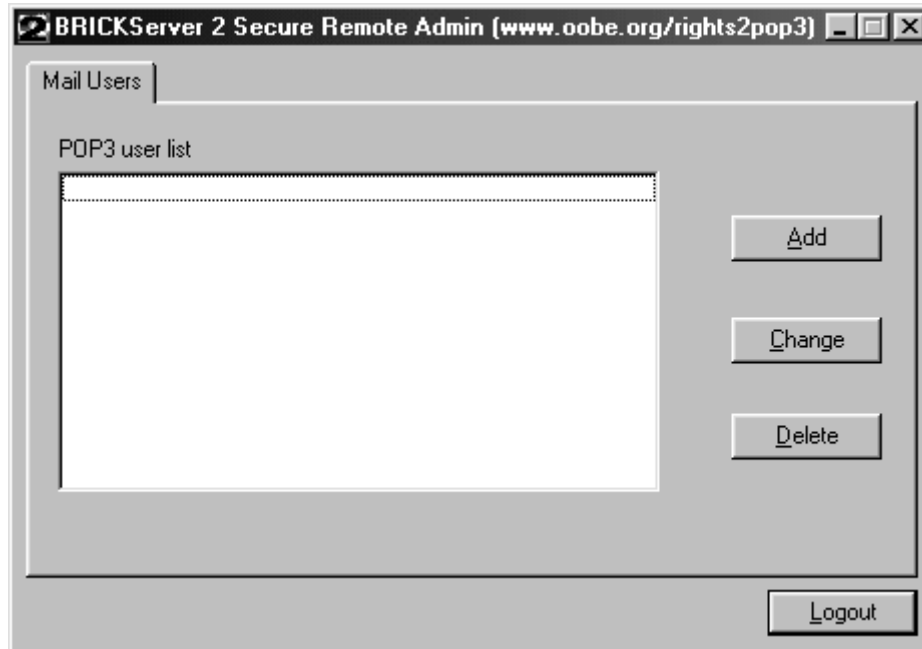 BRICKServer 2 Secure Remote Admin (www.oobe.org/rights2pop3)
Mail Users
POP3 user list
Add
Change
Delete
Logout